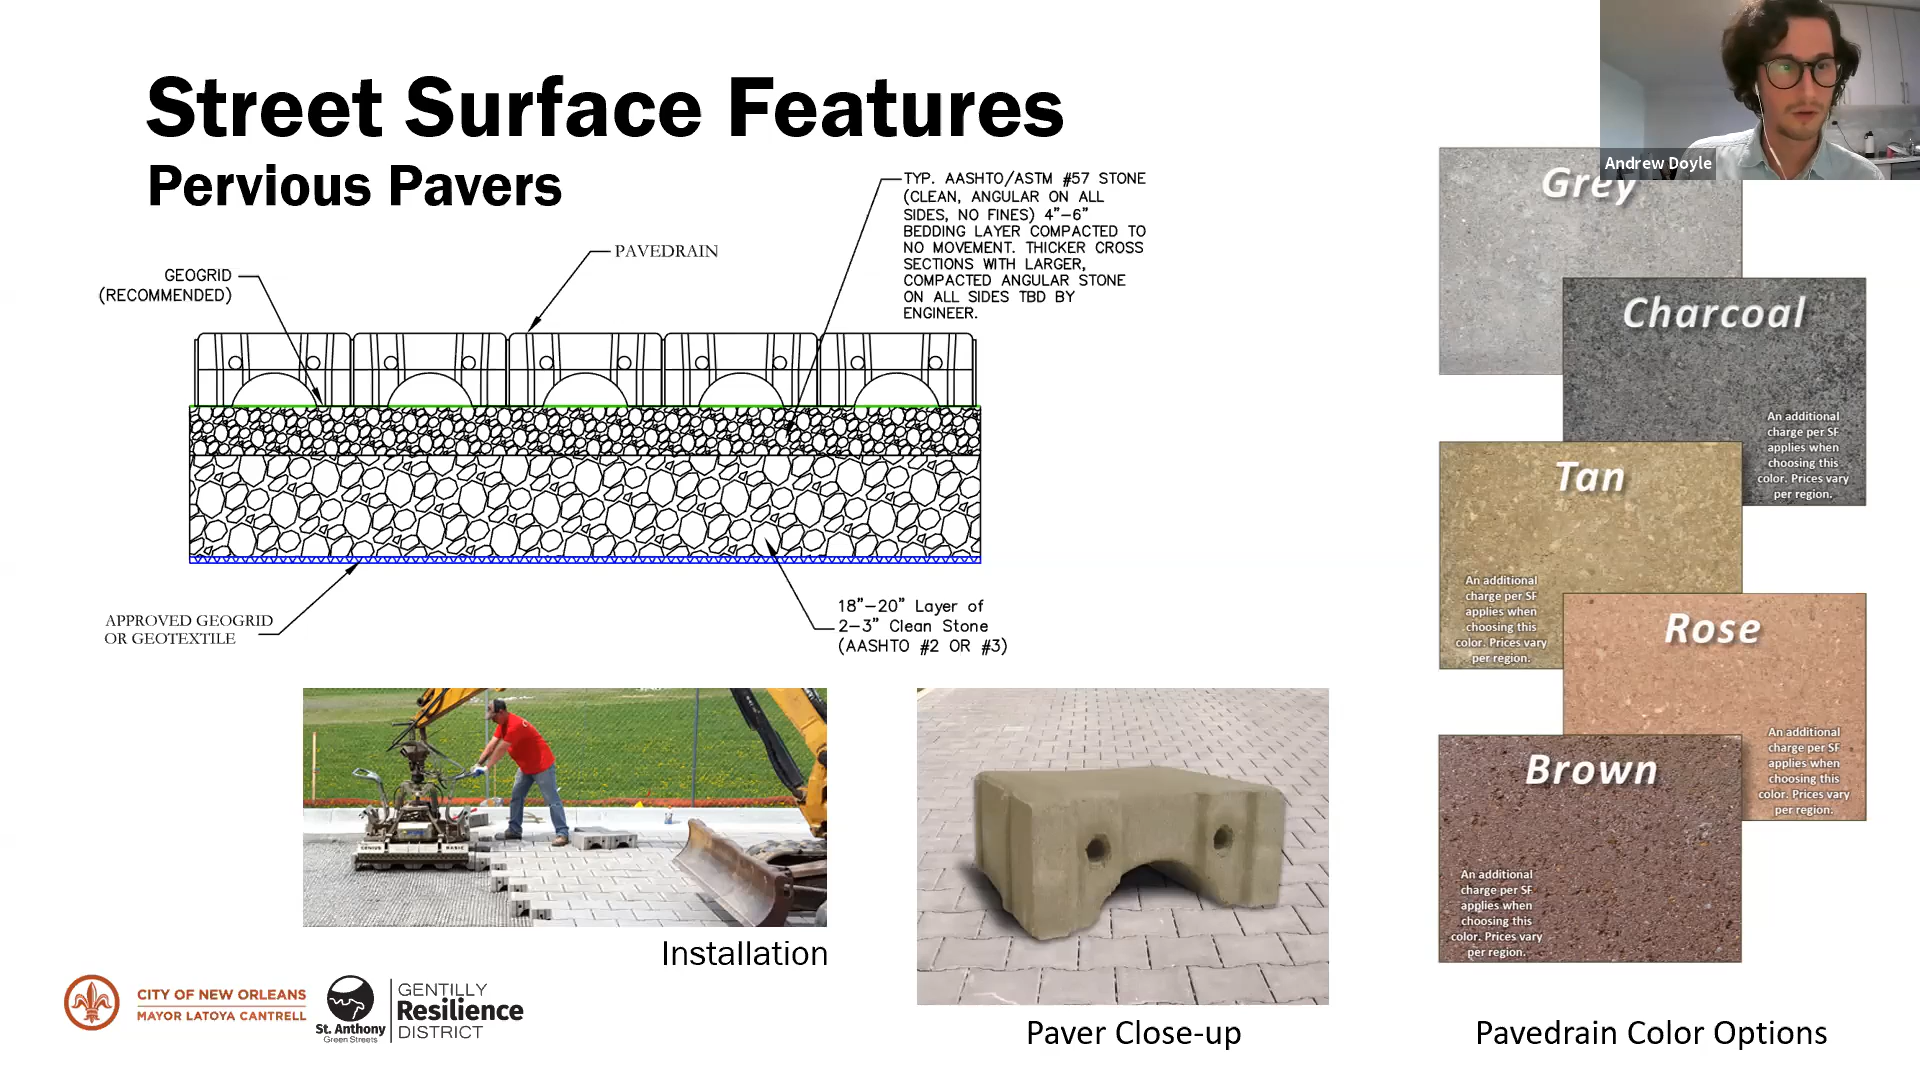 Street Surface Features
Pervious Pavers
GEOGRID
(RECOMMENDED)
PAVEDRAIN
TYP. AASHTO/ASTM #57 STONE
(CLEAN, ANGULAR ON ALL
SIDES, NO FINES) 4"-6"
BEDDING LAYER COMPACTED TO
NO MOVEMENT. THICKER CROSS
SECTIONS WITH LARGER,
COMPACTED ANGULAR STONE
ON ALL SIDES TBD BY
ENGINEER.
APPROVED GEOGRID
OR GEOTEXTILE
18"-20" Layer of
2-3" Clean Stone
(AASHTO #2 OR #3)
Installation
Paver Close-up
Andrew Doyle
Grey
Charcoal
An additional
charge per SF
applies when
choosing this
color. Prices vary
per region.
Tan
An additional
charge per SF
applies when
choosing this
color. Prices vary
per region.
Rose
An additional
charge per SF
applies when
choosing this
color. Prices vary
per region.
Brown
An additional
charge per SF
applies when
choosing this
color. Prices vary
per region.
Pavedrain Color Options
CITY OF NEW ORLEANS
MAYOR LATOYA CANTRELL
St. Anthony
Green Streets
GENTILLY
Resilience
DISTRICT